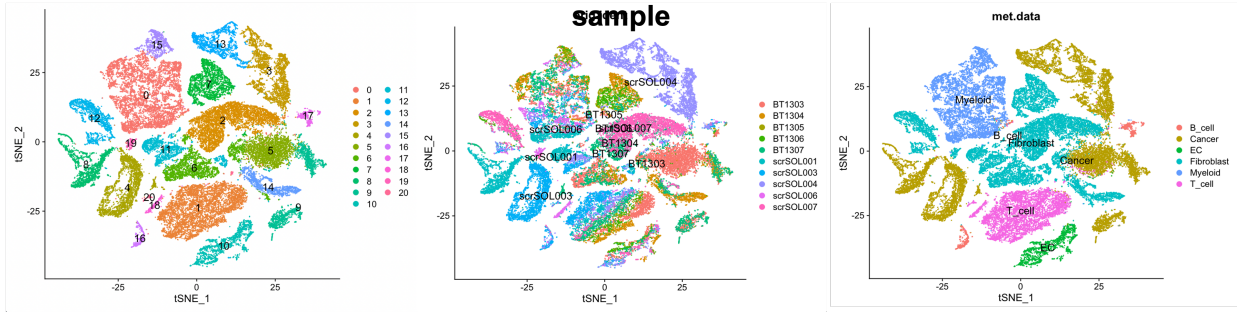 sample
met.data
15
13
3
7
0
2
17
12
19
11
5
8
6
4
14
20
18
1
9
16
10
25
0
-25
-25
0
25
tSNE_1
tSNE_2
0
1
2
3
4
5
6
7
8
9
10
11
12
13
14
15
16
17
18
19
20
scrSOL004
BT1305
scrSOL006
scrSOL007
BT1304
scrSOL001
BT1307
BT1303
scrSOL003
25
0
-25
-25
0
25
tSNE_1
tSNE_2
BT1303
BT1304
BT1305
BT1306
BT1307
scrSOL001
scrSOL003
scrSOL004
scrSOL006
scrSOL007
Myeloid
B_cell
Fibroblast
Cancer
T_cell
EC
25
0
-25
-25
0
25
tSNE_1
tSNE_2
B_cell
Cancer
EC
Fibroblast
Myeloid
T_cell